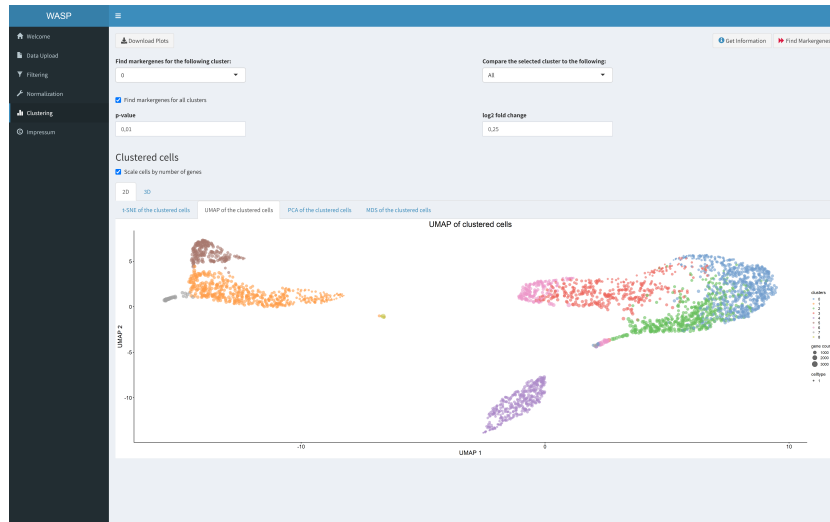 WASP
Welcome
Data Upload
Filtering
Normalization
Clustering
Impressum
Download Plots
Get Information
Find Markergenes
Find markergenes for the following cluster:
Compare the selected cluster to the following:
0
All
Find markergenes for all clusters
p-value
log2 fold change
0,01
0,25
Clustered cells
Scale cells by number of genes
2D
3D
t-SNE of the clustered cells
UMAP of the clustered cells
PCA of the clustered cells
MDS of the clustered cells
UMAP of clustered cells
UMAP 2
5
0
-5
-10
-10
0
10
UMAP 1
clusters
0
1
2
3
4
5
6
7
8
gene coun
1000
2000
3000
celltype
1